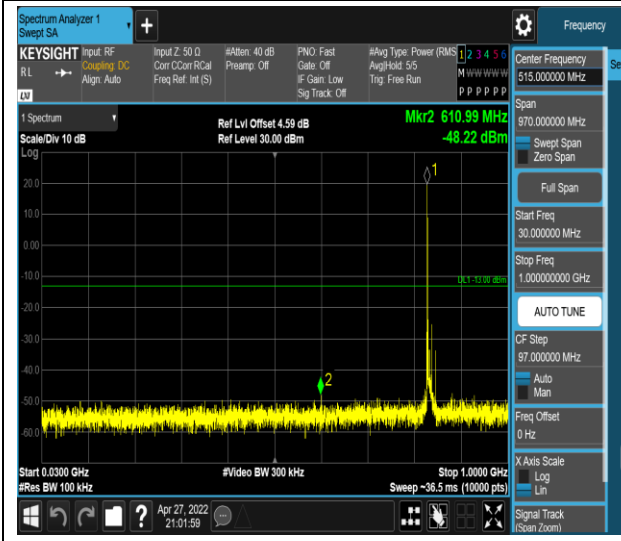 Spectrum Analyzer 1
Swept SA
Frequency
KEYSIGHT
RL
LXI
Input: RF
Coupling: DC
Align: Auto
Input Z: 50 Ω
Corr CCorr RCal
Freq Ref: Int (S)
#Atten: 40 dB
Preamp: Off
PNO: Fast
Gate: Off
IF Gain: Low
Sig Track: Off
#Avg Type: Power (RMS
Avg|Hold: 5/5
Trig: Free Run
1 2 3 4 5 6
M W W W W W
P P P P P P
1 Spectrum
Scale/Div 10 dB
Log
Ref Lvl Offset 4.59 dB
Ref Level 30.00 dBm
Mkr2 610.99 MHz
-48.22 dBm
1
20.0
10.0
0.00
-10.0
DL1 -13.00 dBm
-20.0
-30.0
-40.0
2
-50.0
-60.0
Start 0.0300 GHz
#Res BW 100 kHz
#Video BW 300 kHz
Stop 1.0000 GHz
Sweep ~36.5 ms (10000 pts)
Apr 27, 2022
21:01:59
Center Frequency
515.000000 MHz
Se
Span
970.000000 MHz
Swept Span
Zero Span
Full Span
Start Freq
30.000000 MHz
Stop Freq
1.000000000 GHz
AUTO TUNE
CF Step
97.000000 MHz
Auto
Man
Freq Offset
0 Hz
X Axis Scale
Log
Lin
Signal Track
(Span Zoom)